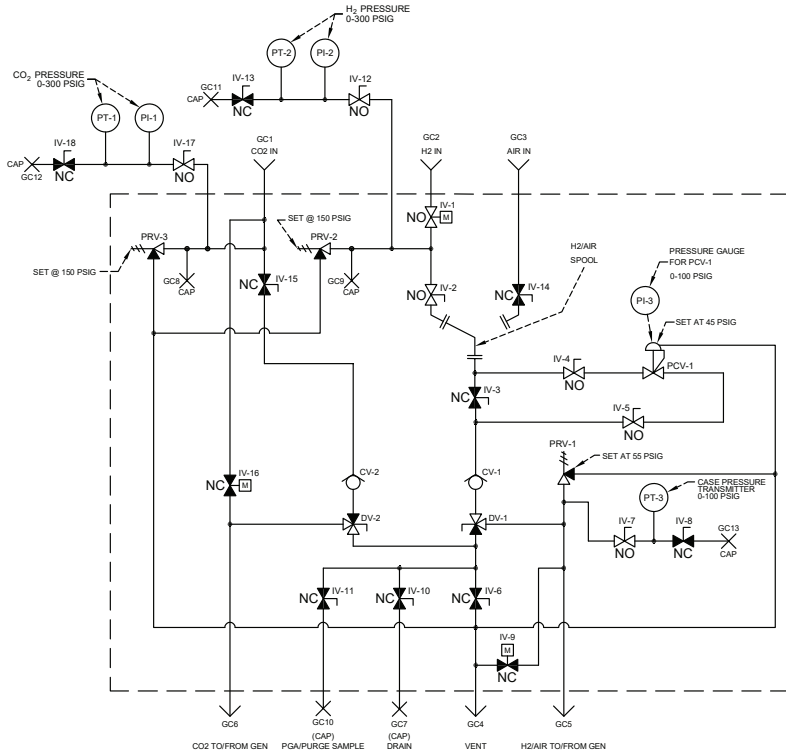 H2 PRESSURE
0-300 PSIG
PT-2
PI-2
CO2 PRESSURE
0-300 PSIG
PT-1
PI-1
GC11
CAP
IV-13
NC
IV-12
NO
IV-18
NC
IV-17
NO
CAP
GC12
GC1
CO2 IN
GC2
H2 IN
GC3
AIR IN
IV-1
NO
M
SET @ 150 PSIG
PRV-3
PRV-2
SET @ 150 PSIG
GC8
CAP
GC9
CAP
IV-15
NC
IV-2
NO
IV-14
NC
H2/AIR
SPOOL
PRESSURE GAUGE
FOR PCV-1
0-100 PSIG
PI-3
SET AT 45 PSIG
IV-4
NO
PCV-1
IV-3
NC
IV-5
NO
PRV-1
SET AT 55 PSIG
IV-16
NC
M
CV-2
CV-1
DV-2
DV-1
CASE PRESSURE
TRANSMITTER
0-100 PSIG
PT-3
IV-7
NO
IV-8
NC
GC13
CAP
IV-11
NC
IV-10
NC
IV-6
NC
IV-9
M
NC
GC6
CO2 TO/FROM GEN
GC10
(CAP)
PGA/PURGE SAMPLE
GC7
(CAP)
DRAIN
GC4
VENT
GC5
H2/AIR TO/FROM GEN